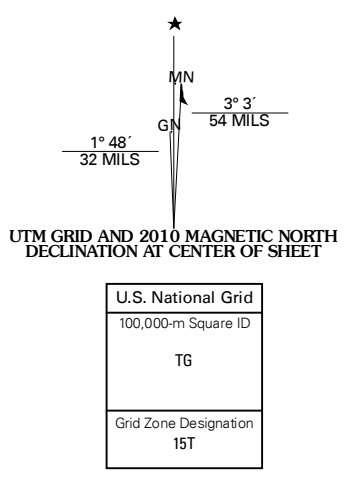 MN
3° 3´
54 MILS
GN
1° 48´
32 MILS
UTM GRID AND 2010 MAGNETIC NORTH
DECLINATION AT CENTER OF SHEET
U.S. National Grid
100,000-m Square ID
TG
Grid Zone Designation
15T